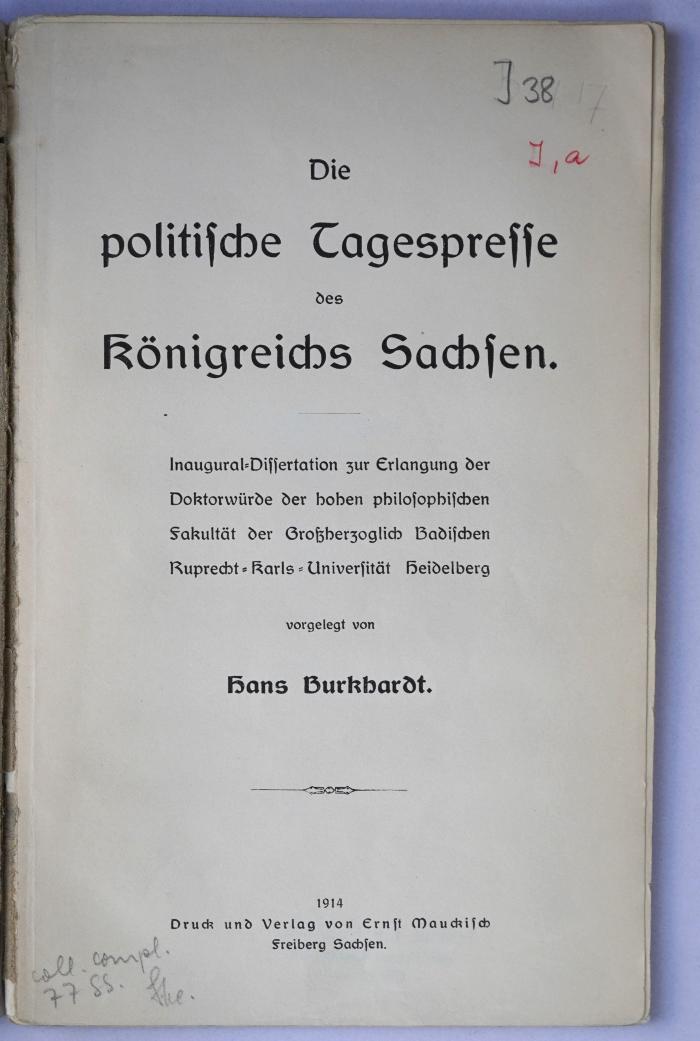 J 38
J, a
Die
politiſche Tagespreſſe
des
Königreichs Sachſen.
Inaugural-Diſſertation zur Erlangung der
Doktorwürde der hohen philoſophiſchen
Fakultät der Großherzoglich Badiſchen
Ruprecht-Karls-Univerſität Heidelberg
vorgelegt von
Hans Burkhardt.
1914
Druck und Verlag von Ernſt Mauckiſch
Freiberg Sachſen.
coll. compl.
77 SS.